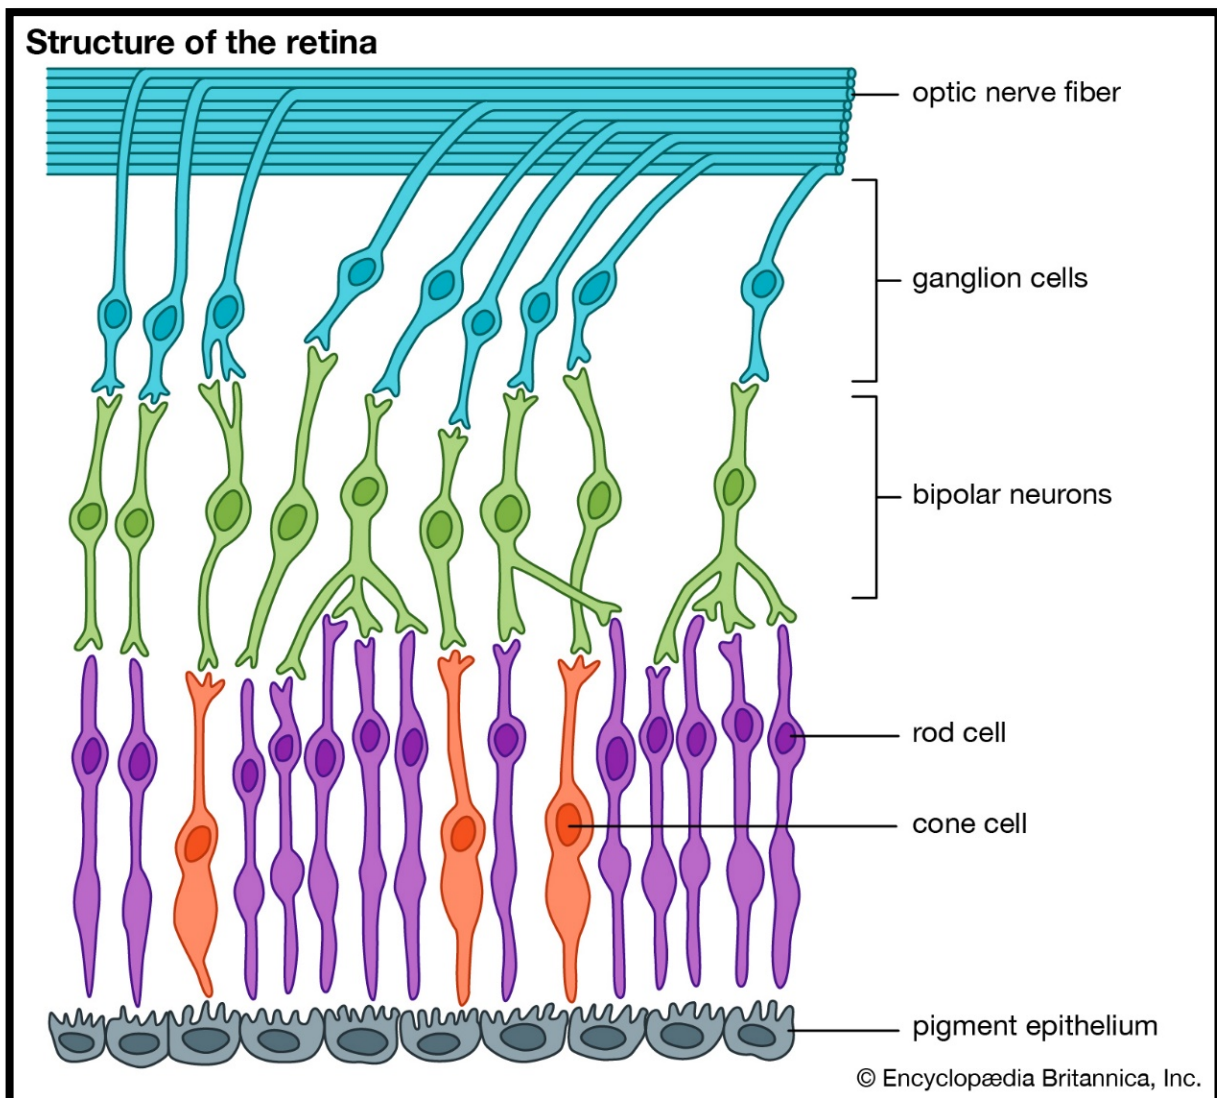 Structure of the retina
optic nerve fiber
ganglion cells
bipolar neurons
rod cell
cone cell
pigment epithelium
© Encyclopædia Britannica, Inc.